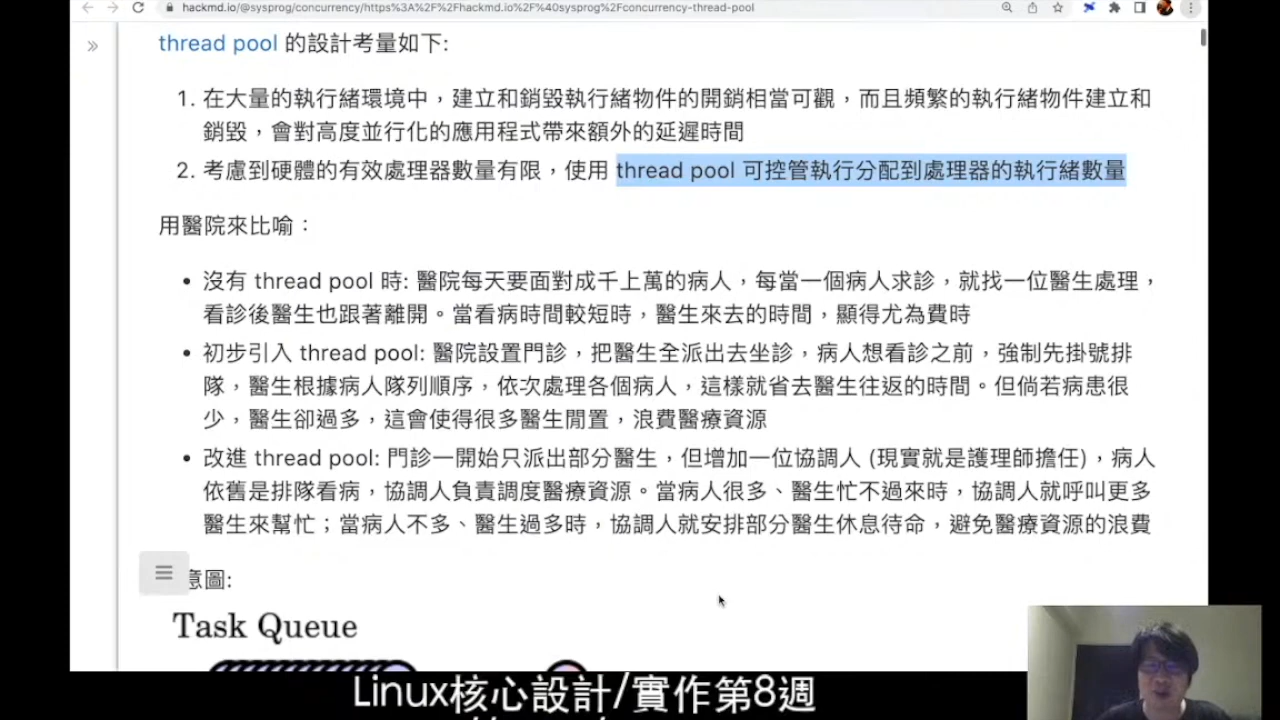 hackmd.io/@sysprog/concurrency/https%3A%2F%2Fhackmd.io%2F%40sysprog%2Fconcurrency-thread-pool
thread pool 的設計考量如下:
1. 在大量的執行緒環境中，建立和銷毀執行緒物件的開銷相當可觀，而且頻繁的執行緒物件建立和
銷毀，會對高度並行化的應用程式帶來額外的延遲時間
2. 考慮到硬體的有效處理器數量有限，使用 thread pool 可控管執行分配到處理器的執行緒數量
用醫院來比喻：
• 沒有 thread pool 時: 醫院每天要面對成千上萬的病人，每當一個病人求診，就找一位醫生處理，
看診後醫生也跟著離開。當看病時間較短時，醫生來去的時間，顯得尤為費時
• 初步引入 thread pool: 醫院設置門診，把醫生全派出去坐診，病人想看診之前，強制先掛號排
隊，醫生根據病人隊列順序，依次處理各個病人，這樣就省去醫生往返的時間。但倘若病患很
少，醫生卻過多，這會使得很多醫生閒置，浪費醫療資源
• 改進 thread pool: 門診一開始只派出部分醫生，但增加一位協調人 (現實就是護理師擔任)，病人
依舊是排隊看病，協調人負責調度醫療資源。當病人很多、醫生忙不過來時，協調人就呼叫更多
醫生來幫忙；當病人不多、醫生過多時，協調人就安排部分醫生休息待命，避免醫療資源的浪費
意圖:
Task Queue
Linux核心設計/實作第8週